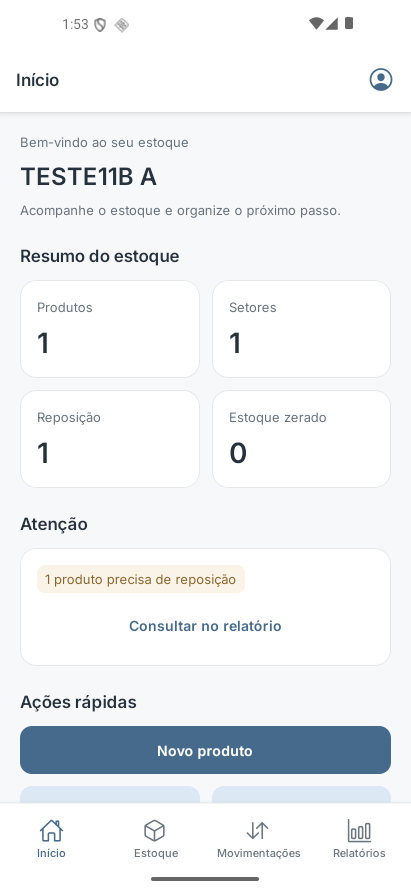 1:53
Início
Bem-vindo ao seu estoque
TESTE11B A
Acompanhe o estoque e organize o próximo passo.
Resumo do estoque
Produtos
1
Setores
1
Reposição
1
Estoque zerado
0
Atenção
1 produto precisa de reposição
Consultar no relatório
Ações rápidas
Novo produto
Início
Estoque
Movimentações
Relatórios